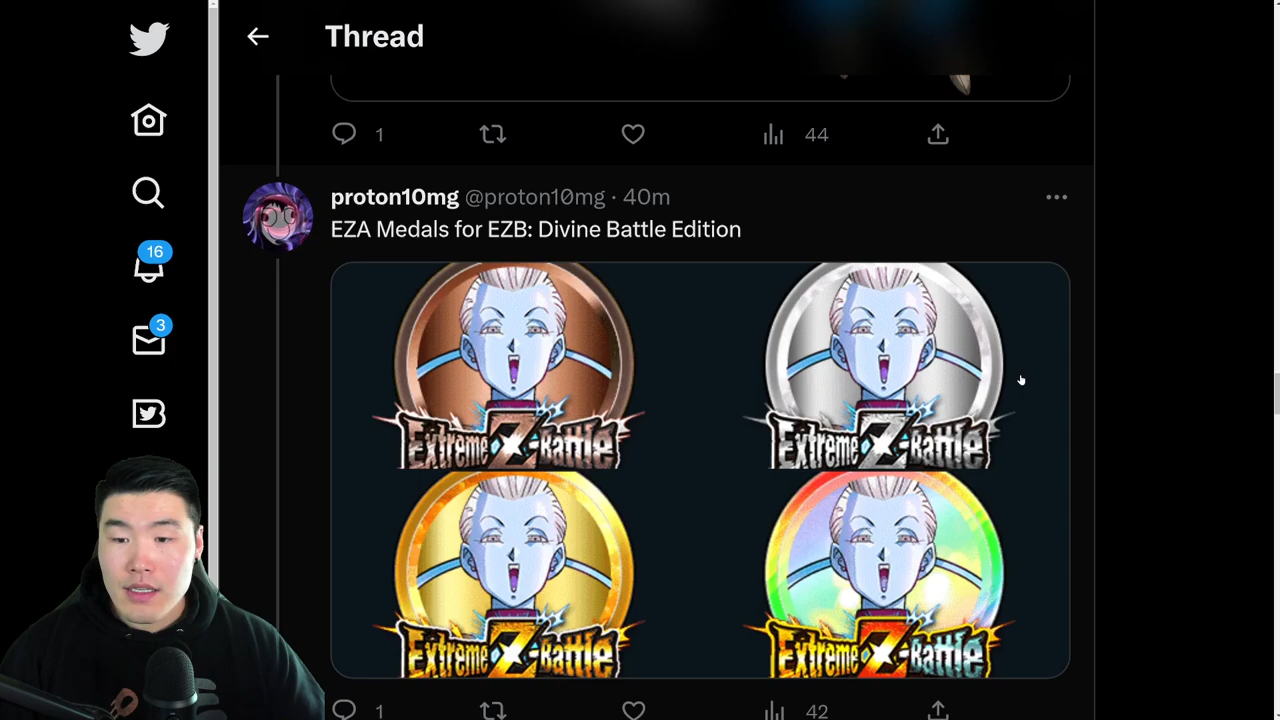 Thread
1
44
proton10mg @proton10mg · 40m
EZA Medals for EZB: Divine Battle Edition
16
3
Extreme Z-Battle
Extreme Z-Battle
Extreme Z-Battle
Extreme Z-Battle
1
42